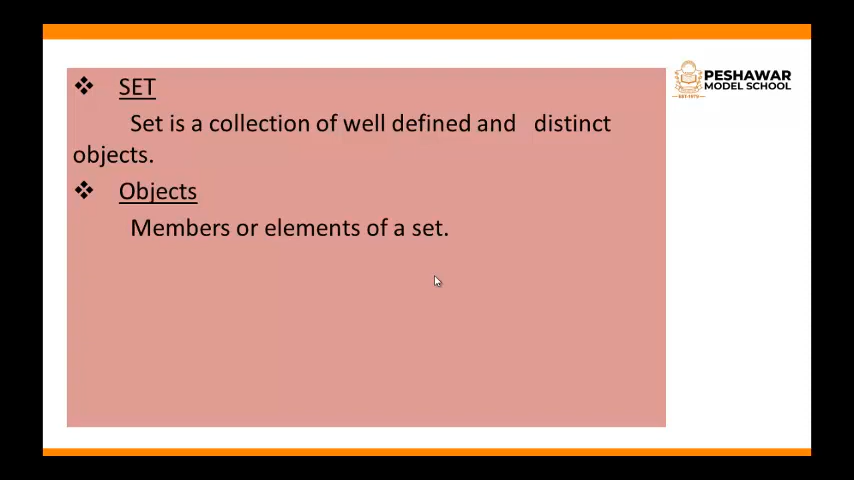 SET
Set is a collection of well defined and distinct
objects.
Objects
Members or elements of a set.
PESHAWAR
MODEL SCHOOL